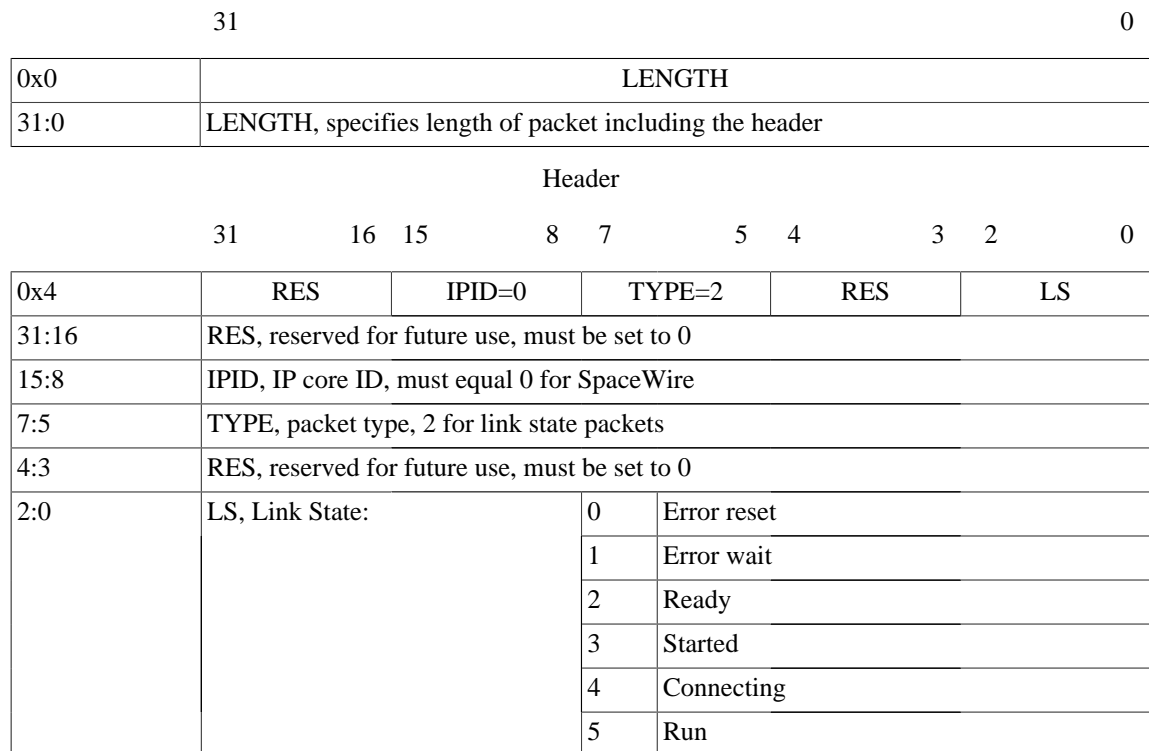 31 0
0x0 LENGTH
31:0 LENGTH, specifies length of packet including the header
Header
31 16 15 8 7 5 4 3 2 0
0x4 RES IPID=0 TYPE=2 RES LS
31:16 RES, reserved for future use, must be set to 0
15:8 IPID, IP core ID, must equal 0 for SpaceWire
7:5 TYPE, packet type, 2 for link state packets
4:3 RES, reserved for future use, must be set to 0
2:0 LS, Link State: 0 Error reset
1 Error wait
2 Ready
3 Started
4 Connecting
5 Run